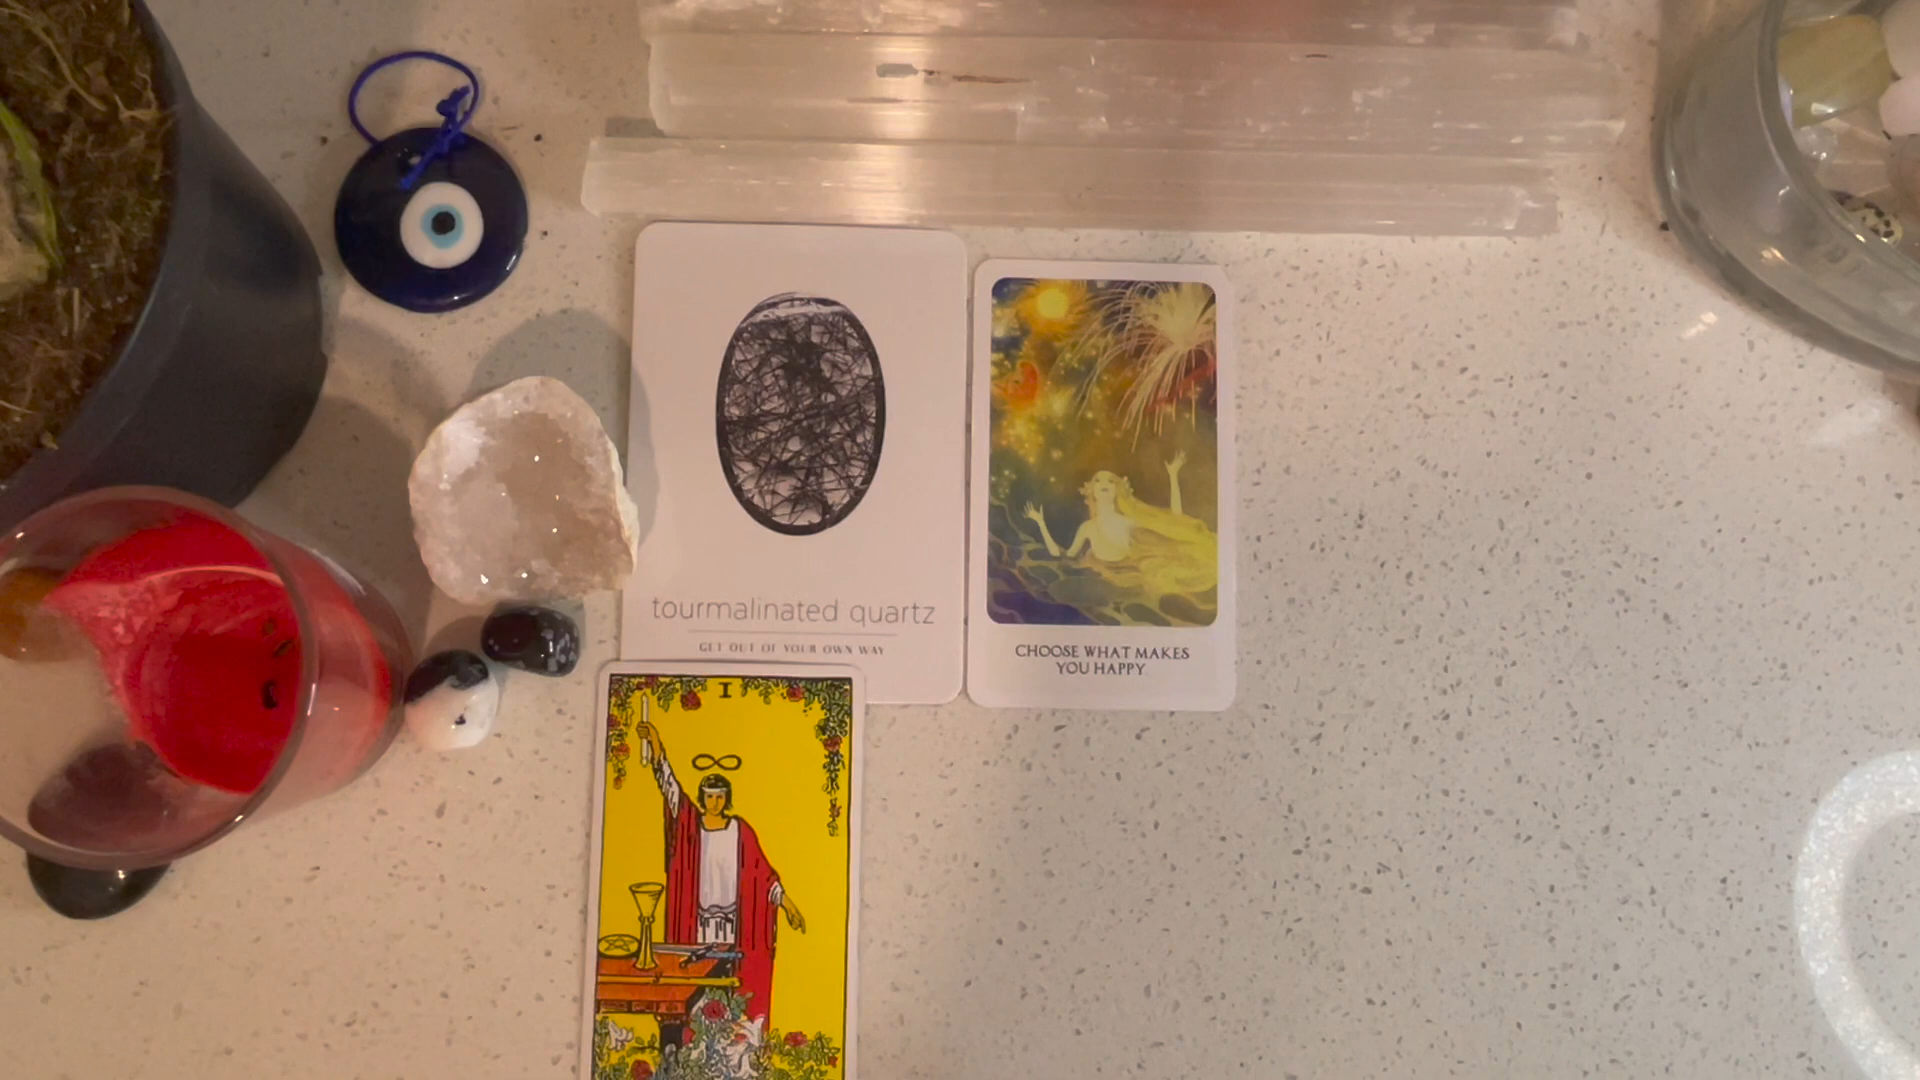 tourmalinated quartz
GET OUT OF YOUR OWN WAY
CHOOSE WHAT MAKES
YOU HAPPY
I